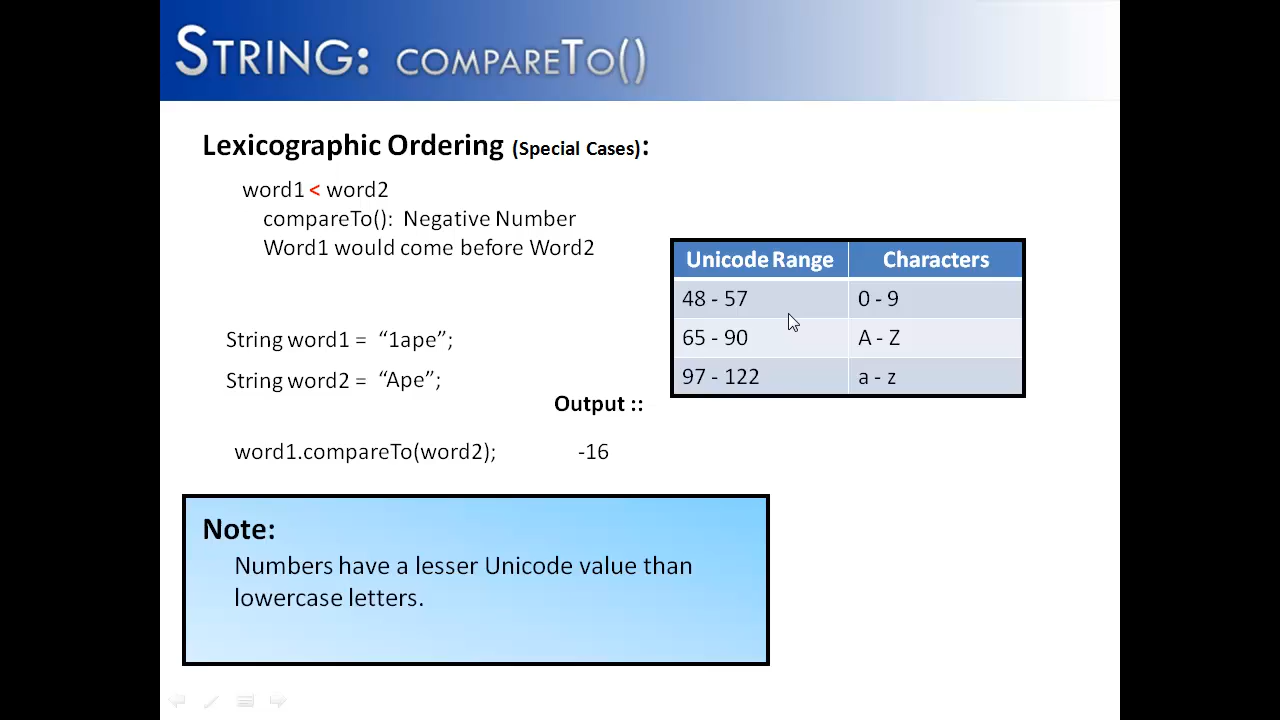 STRING: COMPARETO()
Lexicographic Ordering (Special Cases):
word1 < word2
compareTo(): Negative Number
Word1 would come before Word2
Unicode Range Characters
48 - 57 0 - 9
65 - 90 A - Z
97 - 122 a - z
String word1 = “1ape”;
String word2 = “Ape”;
Output ::
word1.compareTo(word2); -16
Note:
Numbers have a lesser Unicode value than
lowercase letters.